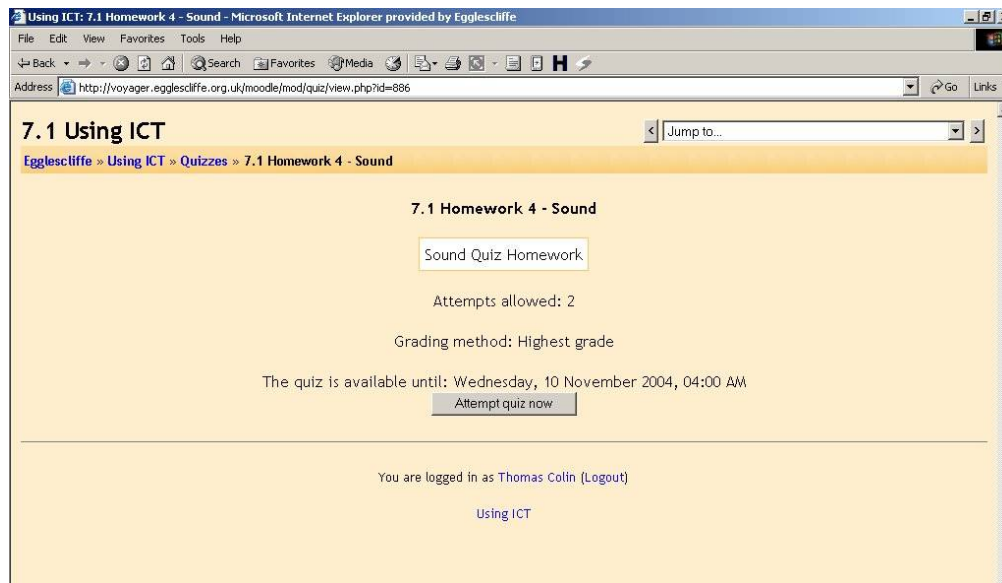 Using ICT: 7.1 Homework 4 - Sound - Microsoft Internet Explorer provided by Egglescliffe
File Edit View Favorites Tools Help
Back Search Favorites Media H
Address http://voyager.egglescliffe.org.uk/moodle/mod/quiz/view.php?id=886 Go Links
7.1 Using ICT
< Jump to... >
Egglescliffe » Using ICT » Quizzes » 7.1 Homework 4 - Sound
7.1 Homework 4 - Sound
Sound Quiz Homework
Attempts allowed: 2
Grading method: Highest grade
The quiz is available until: Wednesday, 10 November 2004, 04:00 AM
Attempt quiz now
You are logged in as Thomas Colin (Logout)
Using ICT